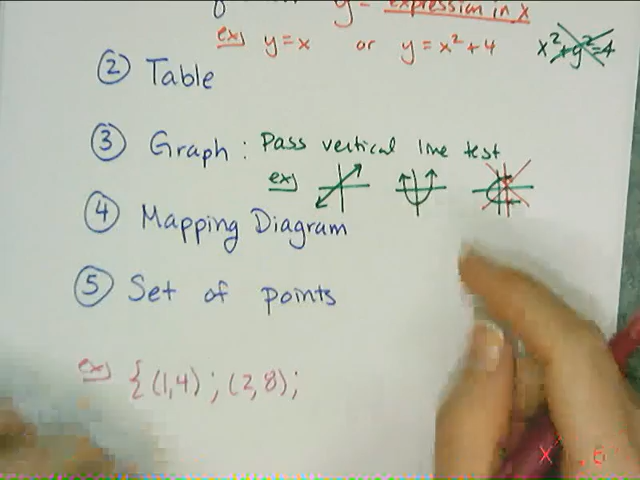 y = expression in x
ex) y = x or y = x² + 4 x² + y² = 4
② Table
③ Graph : Pass vertical line test
ex)
④ Mapping Diagram
⑤ Set of points
ex) {(1,4) ; (2,8);